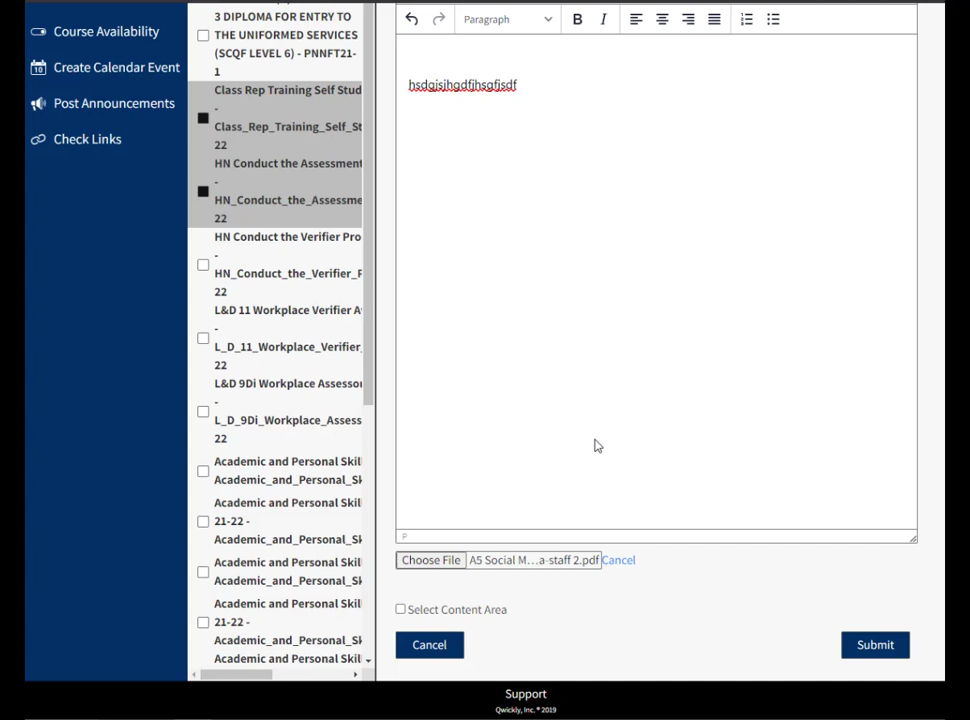 Course Availability
Create Calendar Event
Post Announcements
Check Links
3 DIPLOMA FOR ENTRY TO
THE UNIFORMED SERVICES
(SCQF LEVEL 6) - PNNFT21-
1
Class Rep Training Self Stud
-
Class_Rep_Training_Self_St
22
HN Conduct the Assessment
-
HN_Conduct_the_Assessme
22
HN Conduct the Verifier Pro
-
HN_Conduct_the_Verifier_P
22
L&D 11 Workplace Verifier A
-
L_D_11_Workplace_Verifier_
22
L&D 9Di Workplace Assessor
-
L_D_9Di_Workplace_Assess
22
Academic and Personal Skil
Academic_and_Personal_Sk
Academic and Personal Skil
21-22 -
Academic_and_Personal_Sk
Academic and Personal Skil
Academic_and_Personal_Sk
Academic and Personal Skil
21-22 -
Academic_and_Personal_Sk
Academic and Personal Skil
Paragraph B I
P
Choose File A5 Social M...a-staff 2.pdf Cancel
Select Content Area
Cancel Submit
Support
Qwickly, Inc. ® 2019